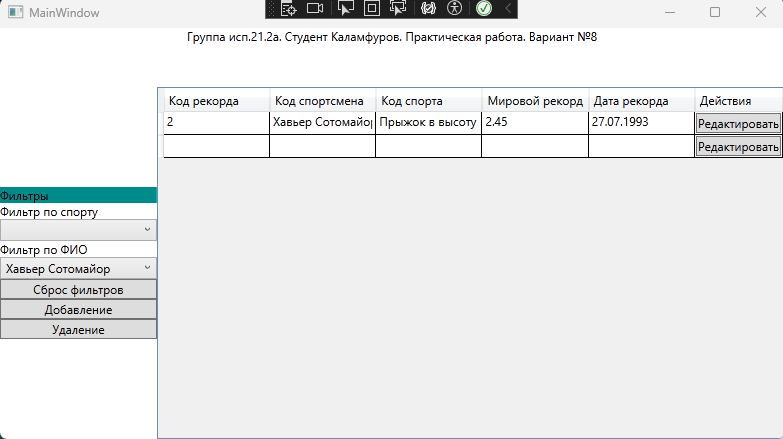 MainWindow
Группа исп.21.2а. Студент Каламфуров. Практическая работа. Вариант №8
Код рекорда Код спортсмена Код спорта Мировой рекорд Дата рекорда Действия
2 Хавьер Сотомайор Прыжок в высоту 2.45 27.07.1993 Редактировать
Редактировать
Фильтры
Фильтр по спорту
Фильтр по ФИО
Хавьер Сотомайор
Сброс фильтров
Добавление
Удаление